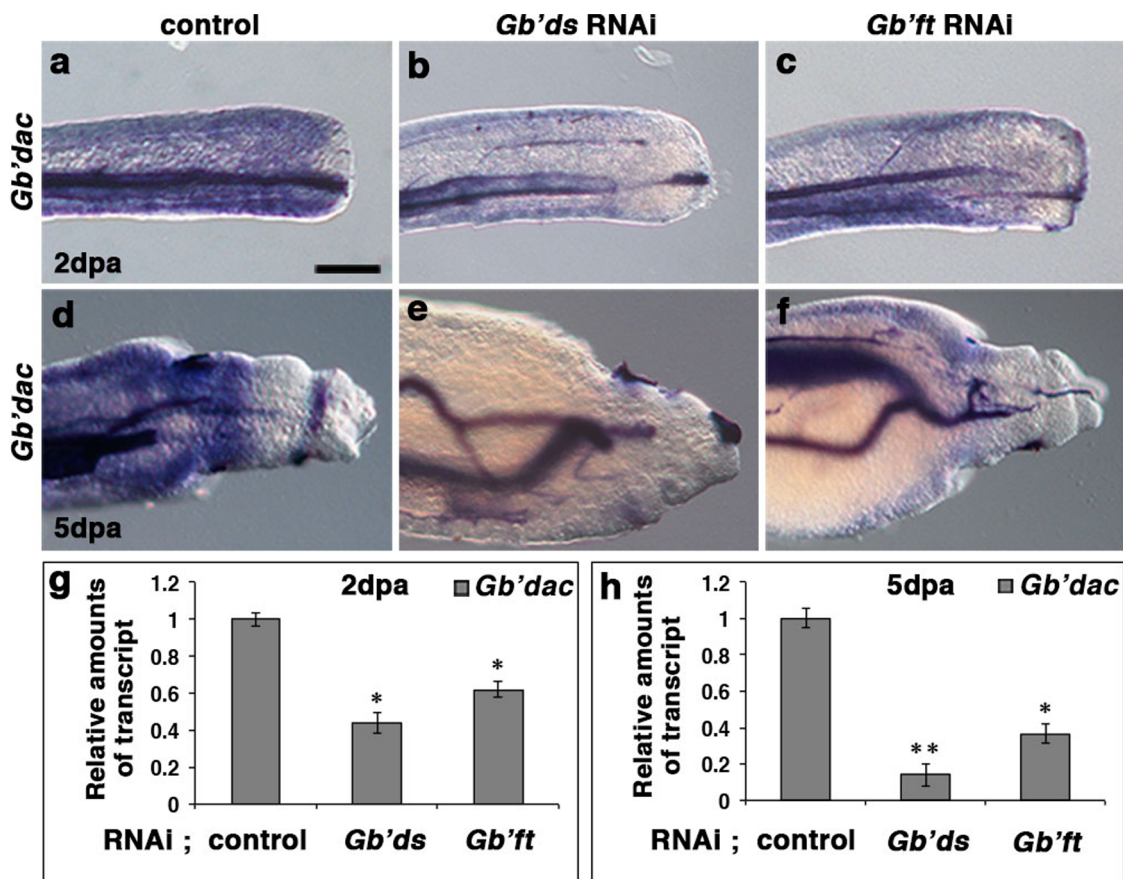 control
Gb'ds RNAi
Gb'ft RNAi
a
b
c
Gb'dac
2dpa
d
e
f
Gb'dac
5dpa
g
2dpa
Gb'dac
Relative amounts
of transcript
1.2
1
0.8
0.6
0.4
0.2
0
*
*
RNAi ; control Gb'ds Gb'ft
h
5dpa
Gb'dac
Relative amounts
of transcript
1.2
1
0.8
0.6
0.4
0.2
0
**
*
RNAi ; control Gb'ds Gb'ft